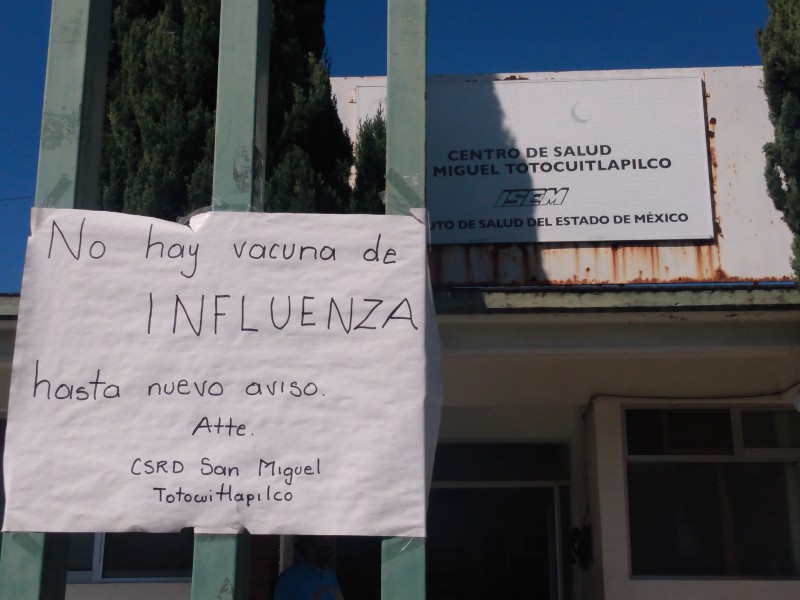 No hay vacuna de
INFLUENZA
hasta nuevo aviso.
Atte.
CSRD San Miguel
Totocuitlapilco
CENTRO DE SALUD
MIGUEL TOTOCUITLAPILCO
ISEM
UTO DE SALUD DEL ESTADO DE MÉXICO